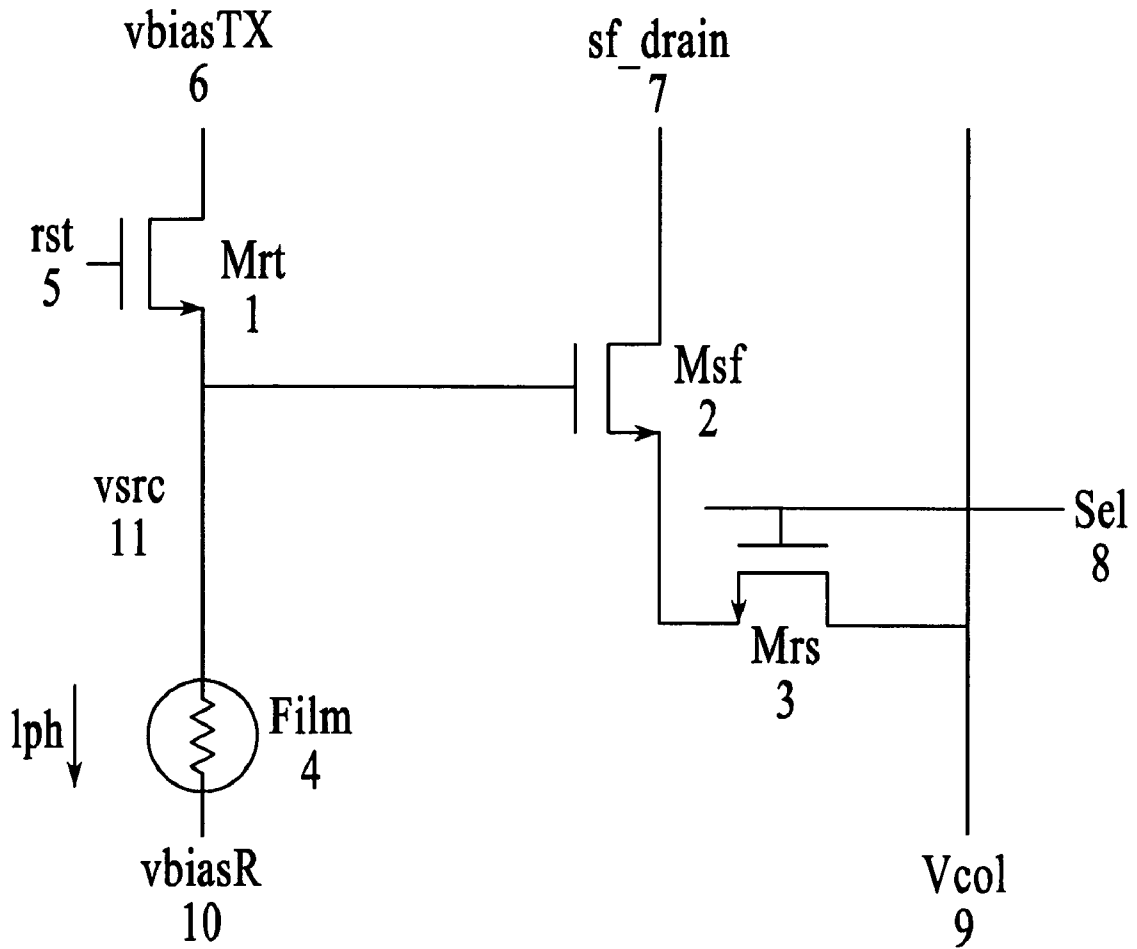 vbiasTX
6
sf_drain
7
rst
5
Mrt
1
Msf
2
vsrc
11
Sel
8
Mrs
3
lph
Film
4
vbiasR
10
Vcol
9